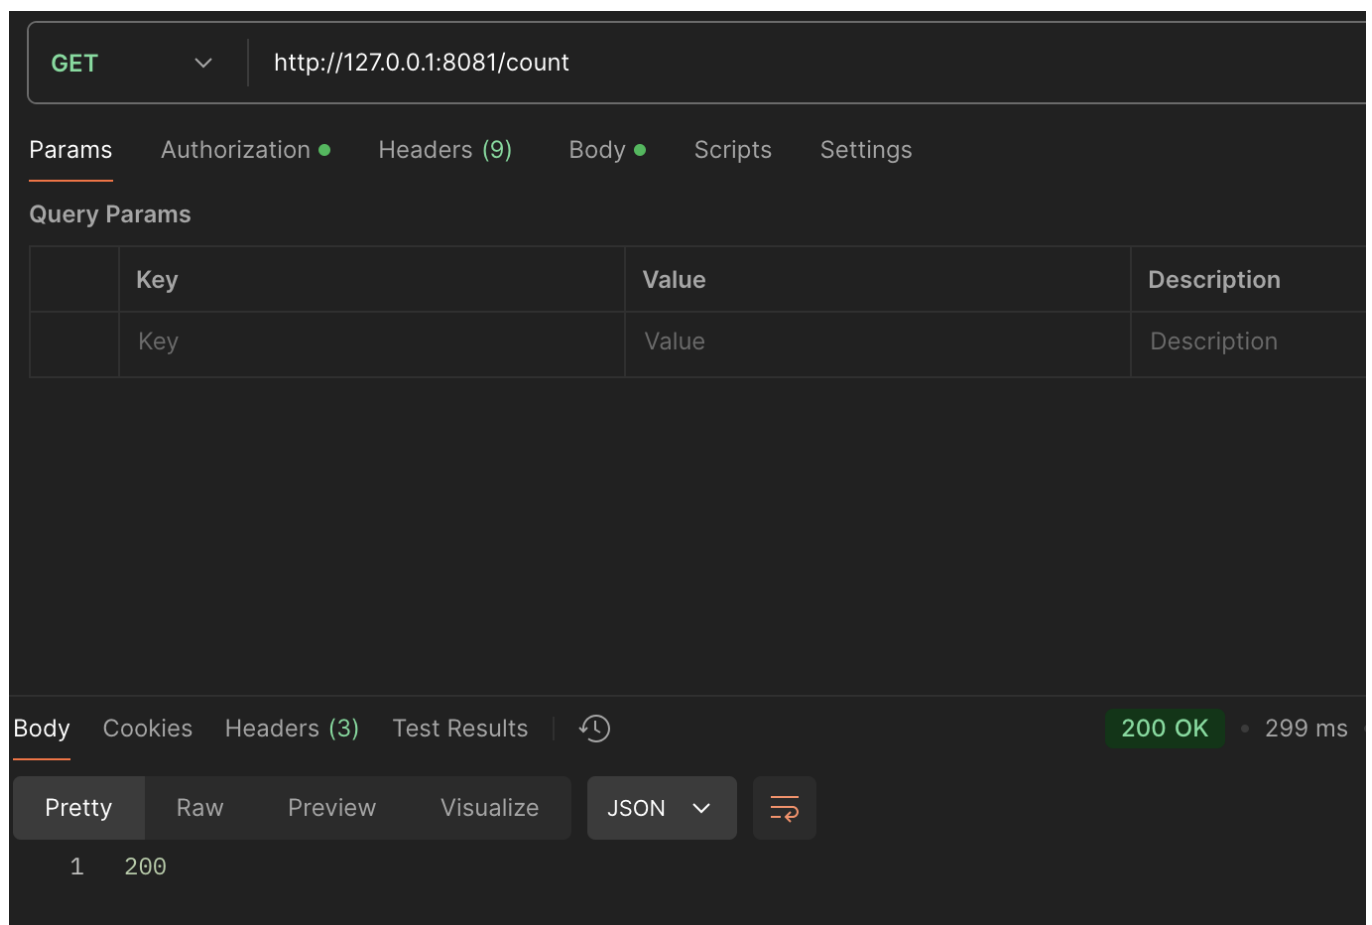 GET http://127.0.0.1:8081/count
Params Authorization Headers (9) Body Scripts Settings
Query Params
Key Value Description
Key Value Description
Body Cookies Headers (3) Test Results 200 OK • 299 ms
Pretty Raw Preview Visualize JSON
1 200